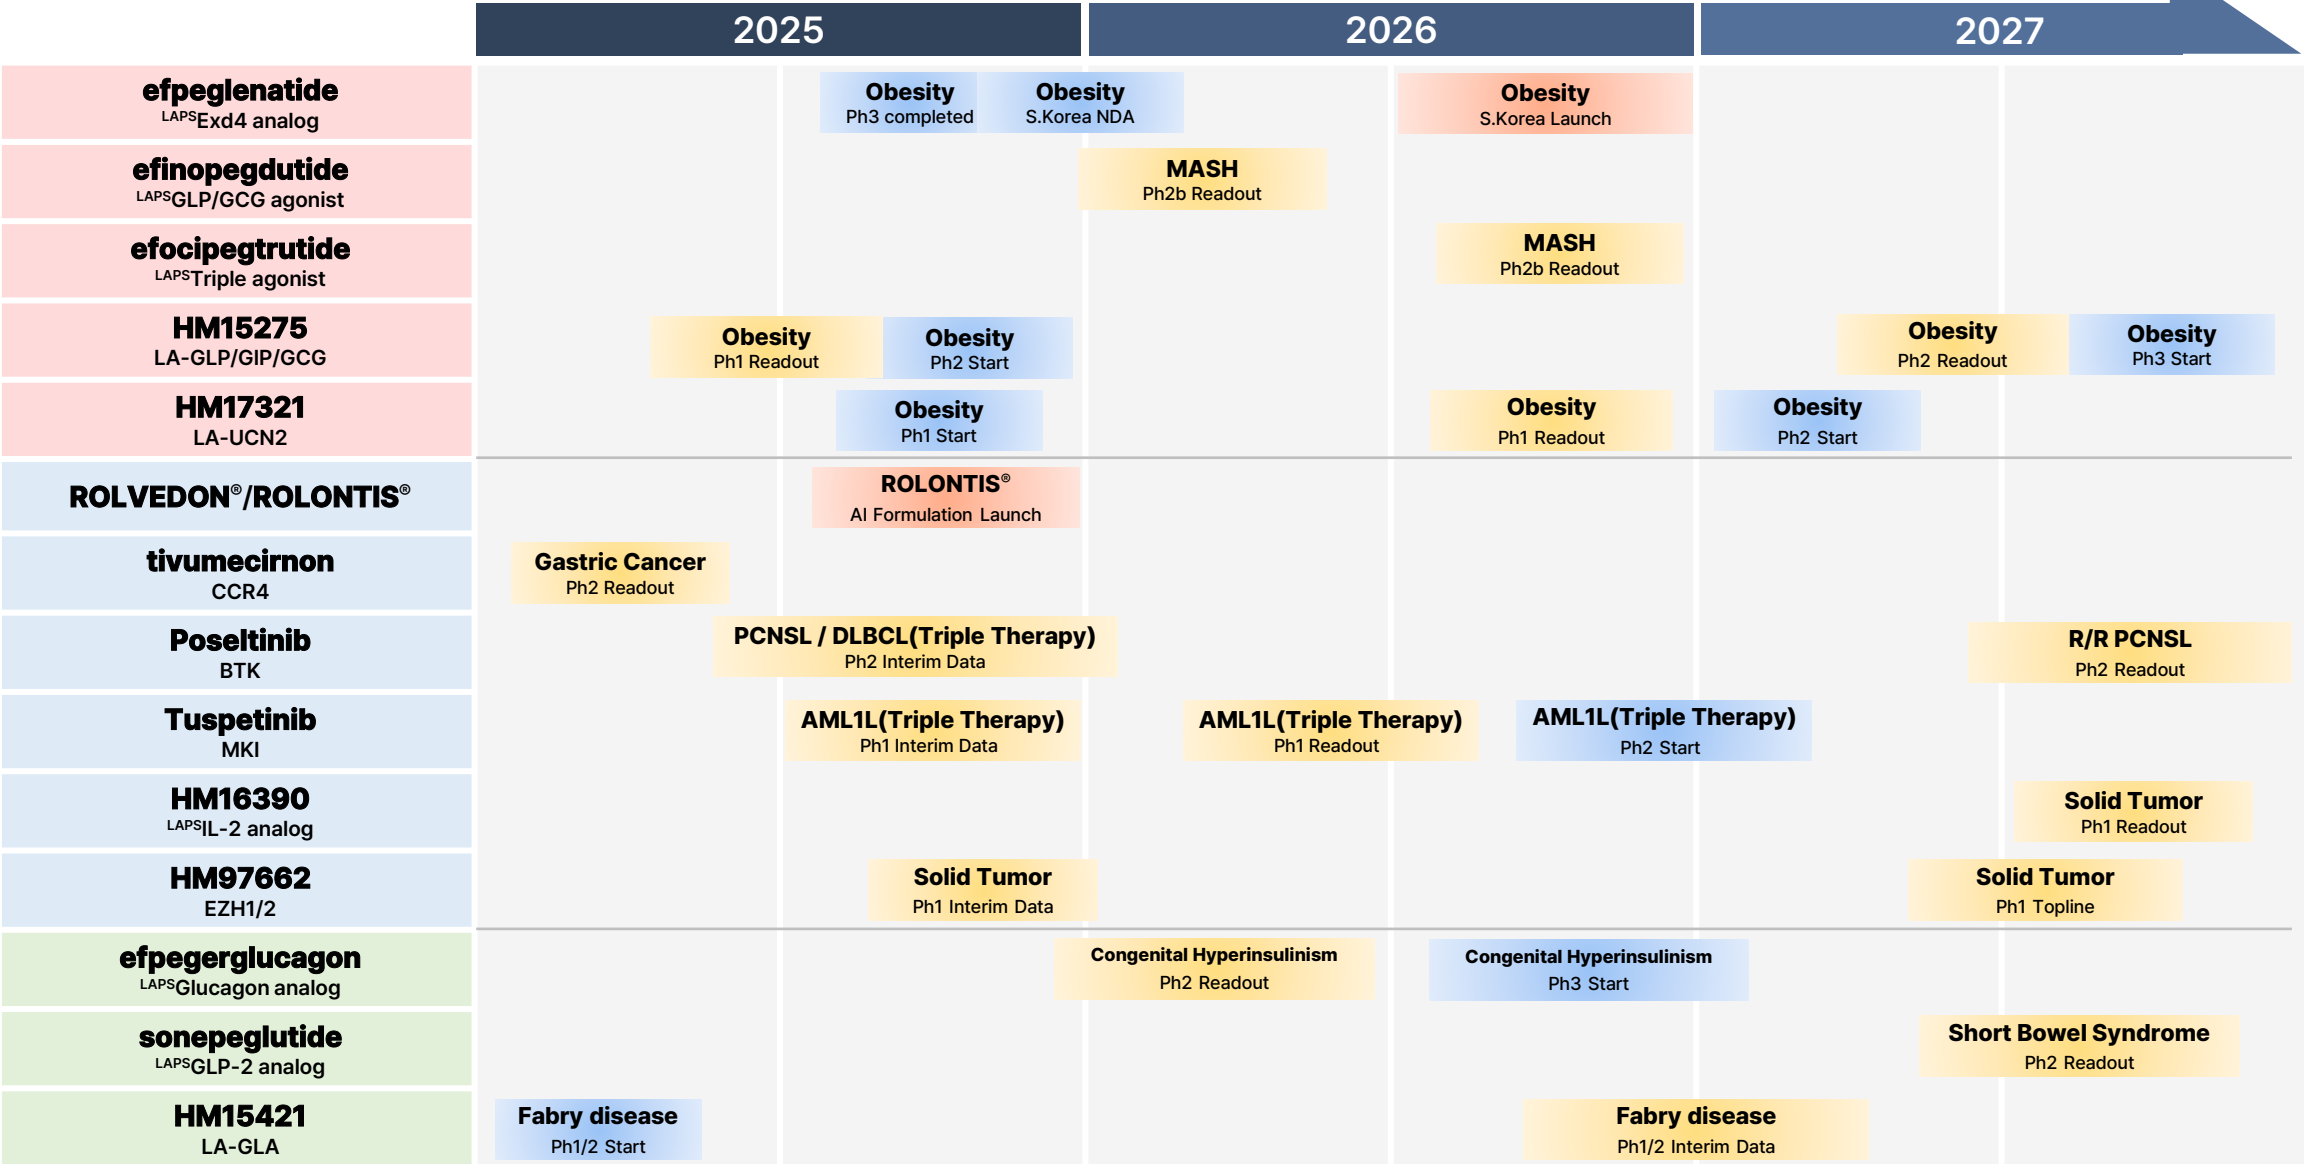 2025
2026
2027
efpeglenatide
LAPSExd4 analog
Obesity
Ph3 completed
Obesity
S.Korea NDA
Obesity
S.Korea Launch
efinopegdutide
LAPSGLP/GCG agonist
MASH
Ph2b Readout
efocipegtrutide
LAPSTriple agonist
MASH
Ph2b Readout
HM15275
LA-GLP/GIP/GCG
Obesity
Ph1 Readout
Obesity
Ph2 Start
Obesity
Ph2 Readout
Obesity
Ph3 Start
HM17321
LA-UCN2
Obesity
Ph1 Start
Obesity
Ph1 Readout
Obesity
Ph2 Start
ROLVEDON®/ROLONTIS®
ROLONTIS®
AI Formulation Launch
tivumecirnon
CCR4
Gastric Cancer
Ph2 Readout
Poseltinib
BTK
PCNSL / DLBCL(Triple Therapy)
Ph2 Interim Data
R/R PCNSL
Ph2 Readout
Tuspetinib
MKI
AML1L(Triple Therapy)
Ph1 Interim Data
AML1L(Triple Therapy)
Ph1 Readout
AML1L(Triple Therapy)
Ph2 Start
HM16390
LAPSIL-2 analog
Solid Tumor
Ph1 Readout
HM97662
EZH1/2
Solid Tumor
Ph1 Interim Data
Solid Tumor
Ph1 Topline
efpegerglucagon
LAPSGlucagon analog
Congenital Hyperinsulinism
Ph2 Readout
Congenital Hyperinsulinism
Ph3 Start
sonepeglutide
LAPSGLP-2 analog
Short Bowel Syndrome
Ph2 Readout
HM15421
LA-GLA
Fabry disease
Ph1/2 Start
Fabry disease
Ph1/2 Interim Data